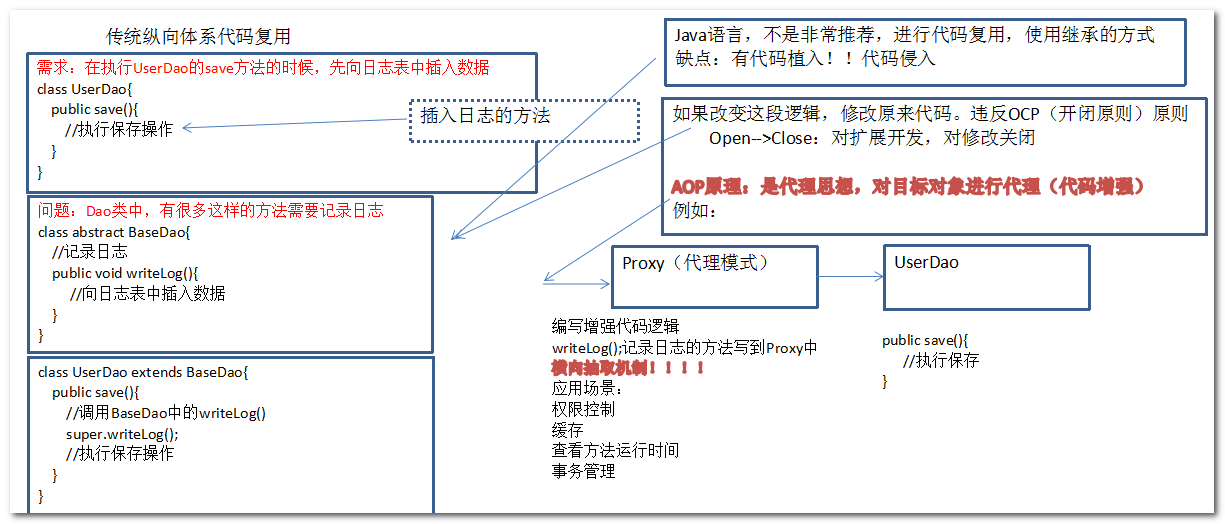 传统纵向体系代码复用
需求：在执行UserDao的save方法的时候，先向日志表中插入数据
class UserDao{
public save(){
//执行保存操作
}
}
插入日志的方法
问题：Dao类中，有很多这样的方法需要记录日志
class abstract BaseDao{
//记录日志
public void writeLog(){
//向日志表中插入数据
}
}
class UserDao extends BaseDao{
public save(){
//调用BaseDao中的writeLog()
super.writeLog();
//执行保存操作
}
}
Java语言，不是非常推荐，进行代码复用，使用继承的方式
缺点：有代码植入！！代码侵入
如果改变这段逻辑，修改原来代码。违反OCP（开闭原则）原则
Open-->Close：对扩展开发，对修改关闭
AOP原理：是代理思想，对目标对象进行代理（代码增强）
例如：
Proxy（代理模式）
编写增强代码逻辑
writeLog();记录日志的方法写到Proxy中
横向抽取机制！！！！
应用场景：
权限控制
缓存
查看方法运行时间
事务管理
UserDao
public save(){
//执行保存
}